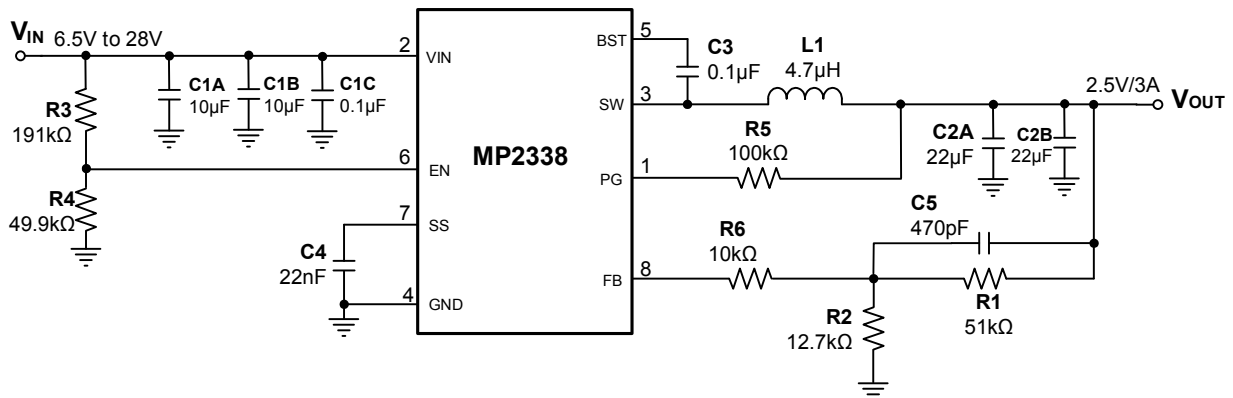 VIN 6.5V to 28V
R3
191kΩ
R4
49.9kΩ
C1A
10µF
C1B
10µF
C1C
0.1µF
C4
22nF
2
VIN
6
EN
7
SS
4
GND
MP2338
BST
5
SW
3
PG
1
FB
8
C3
0.1µF
L1
4.7µH
R5
100kΩ
R6
10kΩ
R2
12.7kΩ
C5
470pF
R1
51kΩ
C2A
22µF
C2B
22µF
2.5V/3A
VOUT